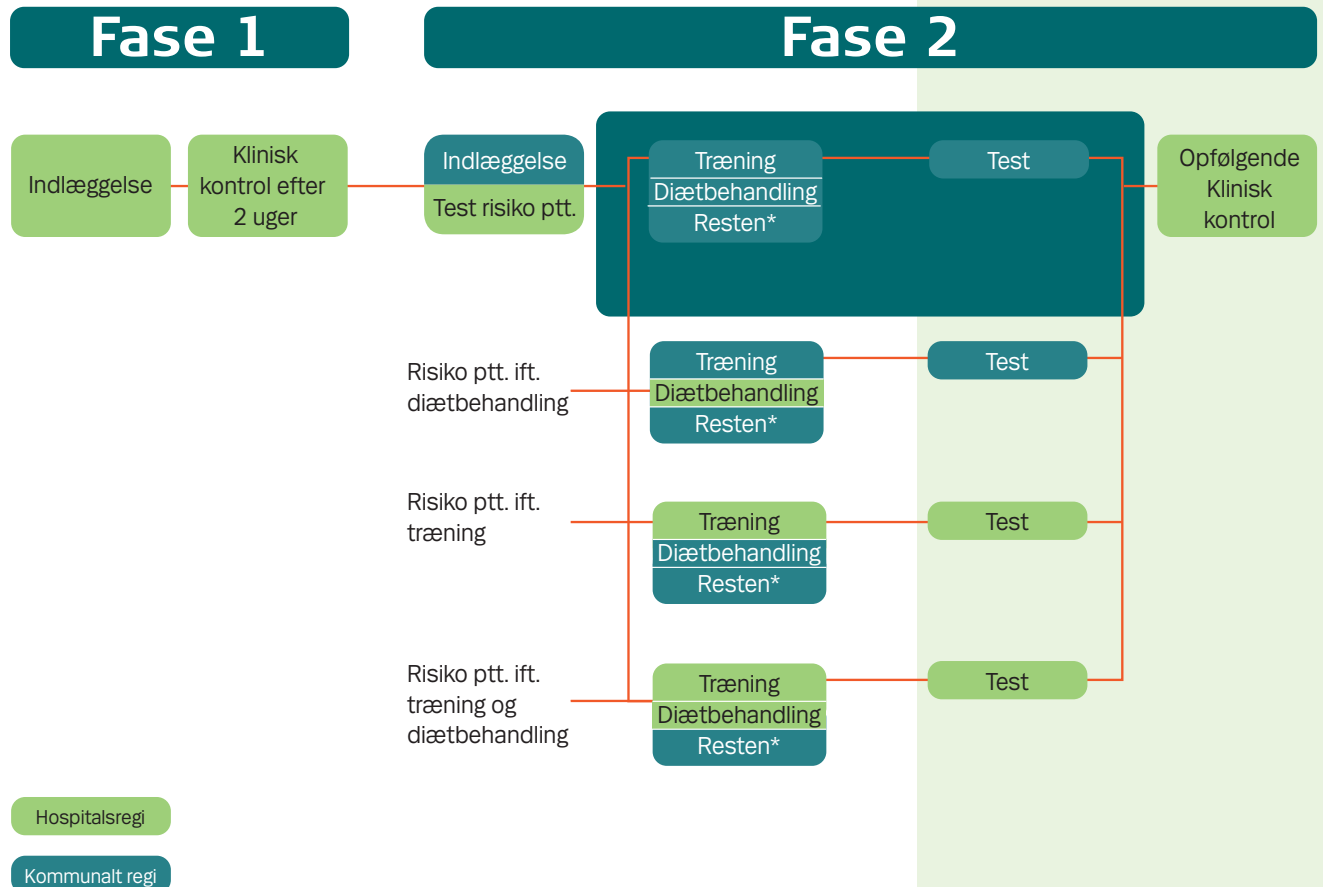 Fase 1
Fase 2
Indlæggelse
Klinisk
kontrol efter
2 uger
Indlæggelse
Test risiko ptt.
Træning
Diætbehandling
Resten*
Test
Opfølgende
Klinisk
kontrol
Risiko ptt. ift.
diætbehandling
Træning
Diætbehandling
Resten*
Test
Risiko ptt. ift.
træning
Træning
Diætbehandling
Resten*
Test
Risiko ptt. ift.
træning og
diætbehandling
Træning
Diætbehandling
Resten*
Test
Hospitalsregi
Kommunalt regi